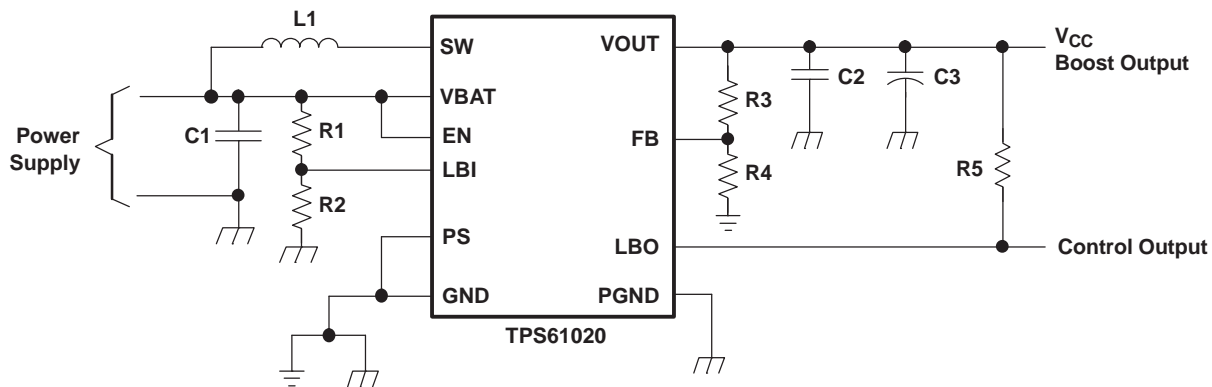 L1
SW
VOUT
VCC
Boost Output
C2
C3
R3
VBAT
Power
Supply
C1
R1
EN
FB
LBI
R4
R5
R2
PS
LBO
Control Output
GND
PGND
TPS61020